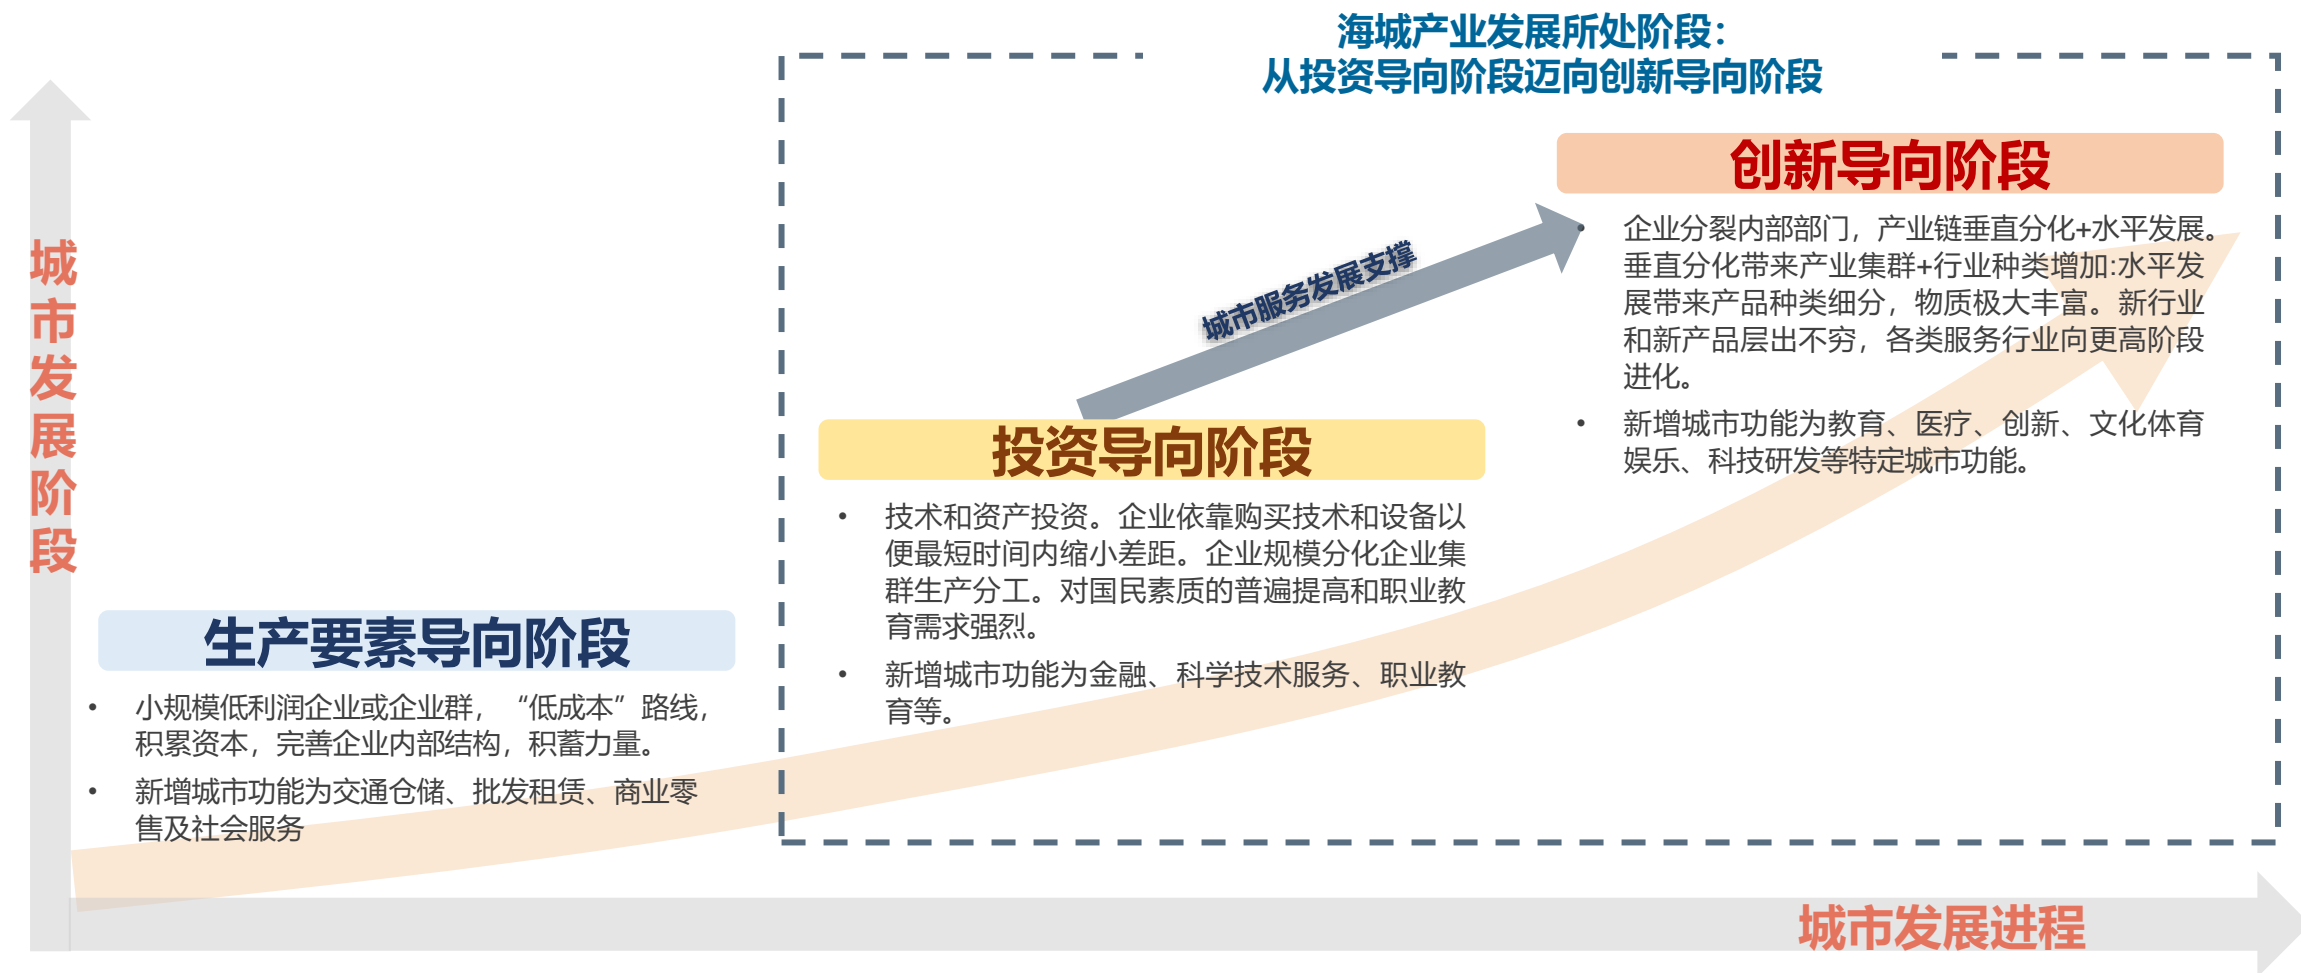 海城产业发展所处阶段：
从投资导向阶段迈向创新导向阶段
城市发展阶段
创新导向阶段
• 企业分裂内部部门，产业链垂直分化+水平发展。
垂直分化带来产业集群+行业种类增加:水平发
展带来产品种类细分，物质极大丰富。新行业
和新产品层出不穷，各类服务行业向更高阶段
进化。
• 新增城市功能为教育、医疗、创新、文化体育
娱乐、科技研发等特定城市功能。
城市服务发展支撑
投资导向阶段
• 技术和资产投资。企业依靠购买技术和设备以
便最短时间内缩小差距。企业规模分化企业集
群生产分工。对国民素质的普遍提高和职业教
育需求强烈。
• 新增城市功能为金融、科学技术服务、职业教
育等。
生产要素导向阶段
• 小规模低利润企业或企业群，“低成本”路线，
积累资本，完善企业内部结构，积蓄力量。
• 新增城市功能为交通仓储、批发租赁、商业零
售及社会服务
城市发展进程